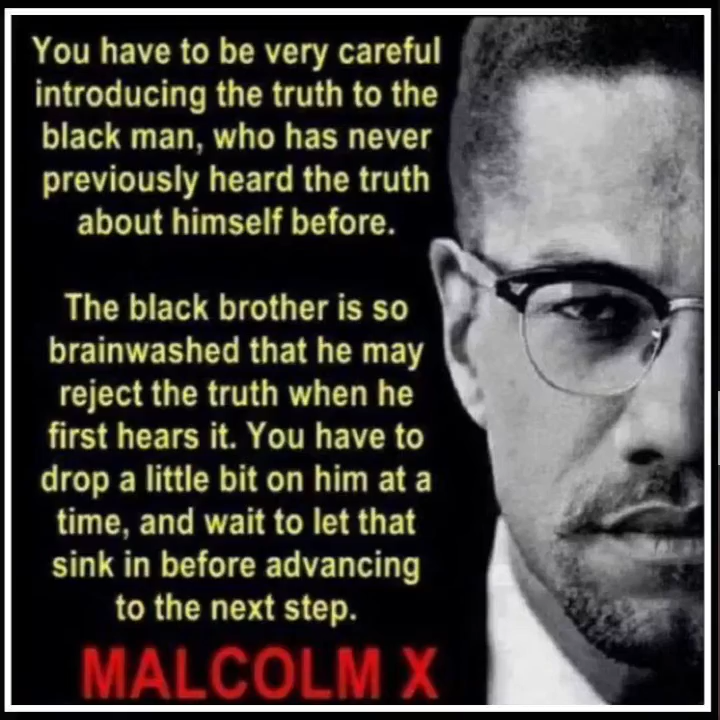 You have to be very careful
introducing the truth to the
black man, who has never
previously heard the truth
about himself before.
The black brother is so
brainwashed that he may
reject the truth when he
first hears it. You have to
drop a little bit on him at a
time, and wait to let that
sink in before advancing
to the next step.
MALCOLM X